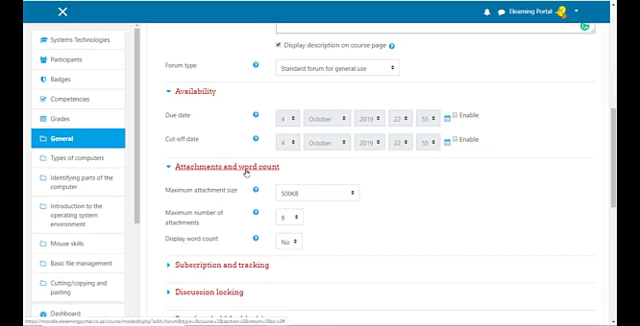 Elearning Portal
Systems Technologies
Participants
Badges
Competencies
Grades
General
Types of computers
Identifying parts of the
computer
Introduction to the
operating system
environment
Mouse skills
Basic file management
Cutting/copying and
pasting
Dashboard
Display description on course page
Forum type
Standard forum for general use
Availability
Due date
4 October 2019 22 55 Enable
Cut-off date
4 October 2019 22 55 Enable
Attachments and word count
Maximum attachment size
500KB
Maximum number of
attachments
9
Display word count
No
Subscription and tracking
Discussion locking